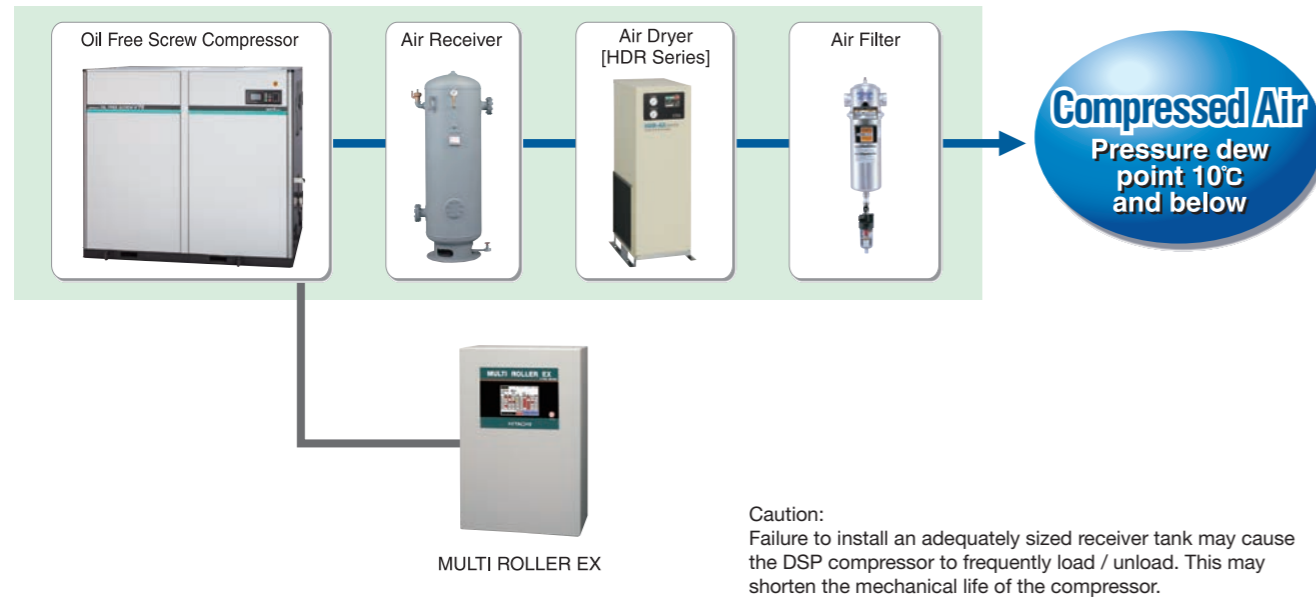 Oil Free Screw Compressor
Air Receiver
Air Dryer
[HDR Series]
Air Filter
Compressed Air
Pressure dew
point 10℃
and below
MULTI ROLLER EX
HITACHI
MULTI ROLLER EX
Caution:
Failure to install an adequately sized receiver tank may cause
the DSP compressor to frequently load / unload. This may
shorten the mechanical life of the compressor.